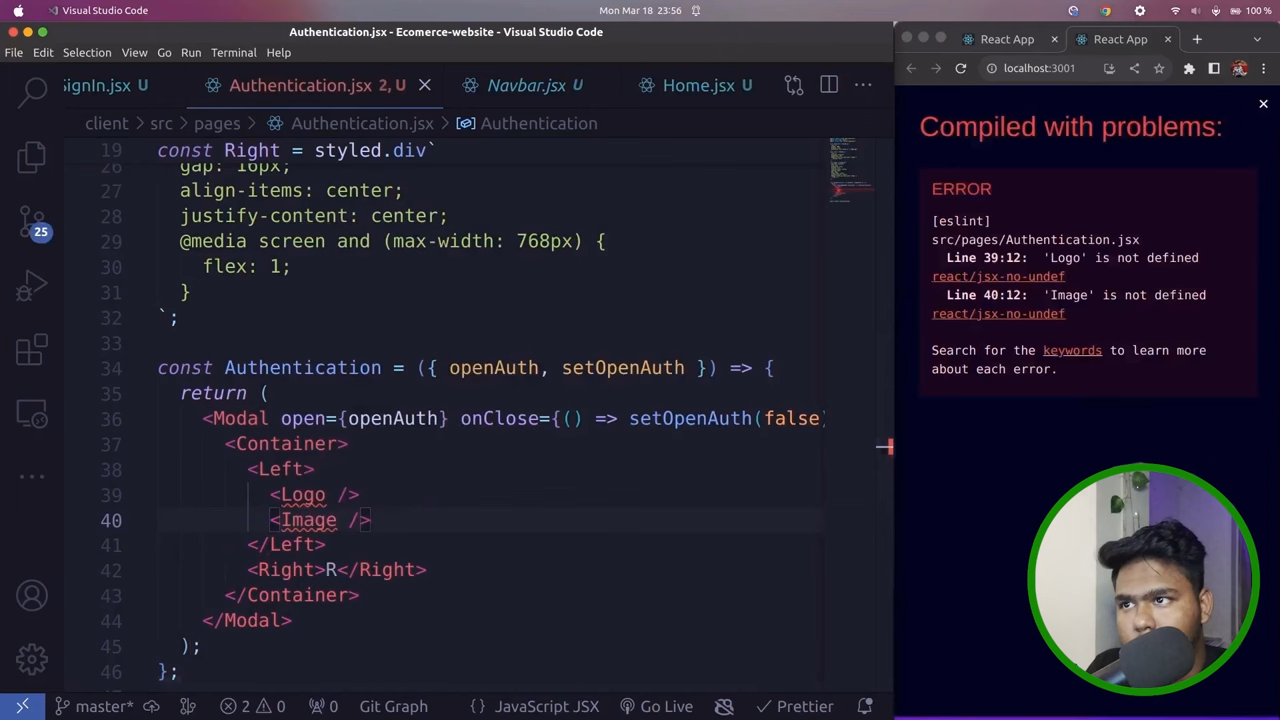 Visual Studio Code
Mon Mar 18 23:56
100 %
Authentication.jsx - Ecomerce-website - Visual Studio Code
File Edit Selection View Go Run Terminal Help
SignIn.jsx U
Authentication.jsx 2, U
Navbar.jsx U
Home.jsx U
client > src > pages > Authentication.jsx > Authentication
19 const Right = styled.div`
26 gap: 16px;
27 align-items: center;
28 justify-content: center;
29 @media screen and (max-width: 768px) {
30 flex: 1;
31 }
32 `;
33
34 const Authentication = ({ openAuth, setOpenAuth }) => {
35 return (
36 <Modal open={openAuth} onClose={() => setOpenAuth(false)
37 <Container>
38 <Left>
39 <Logo />
40 <Image />
41 </Left>
42 <Right>R</Right>
43 </Container>
44 </Modal>
45 );
46 };
25
master* 2 0 0 Git Graph { } JavaScript JSX Go Live Prettier
React App
React App
localhost:3001
Compiled with problems:
ERROR
[eslint]
src/pages/Authentication.jsx
Line 39:12: 'Logo' is not defined
react/jsx-no-undef
Line 40:12: 'Image' is not defined
react/jsx-no-undef
Search for the keywords to learn more
about each error.